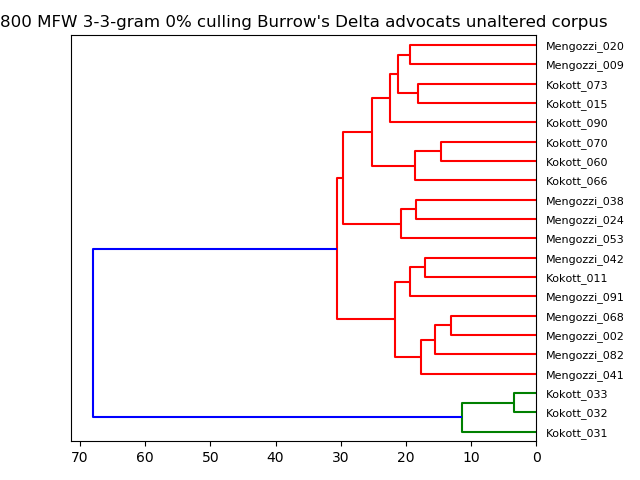 800 MFW 3-3-gram 0% culling Burrow's Delta advocats unaltered corpus
Mengozzi_020
Mengozzi_009
Kokott_073
Kokott_015
Kokott_090
Kokott_070
Kokott_060
Kokott_066
Mengozzi_038
Mengozzi_024
Mengozzi_053
Mengozzi_042
Kokott_011
Mengozzi_091
Mengozzi_068
Mengozzi_002
Mengozzi_082
Mengozzi_041
Kokott_033
Kokott_032
Kokott_031
70 60 50 40 30 20 10 0